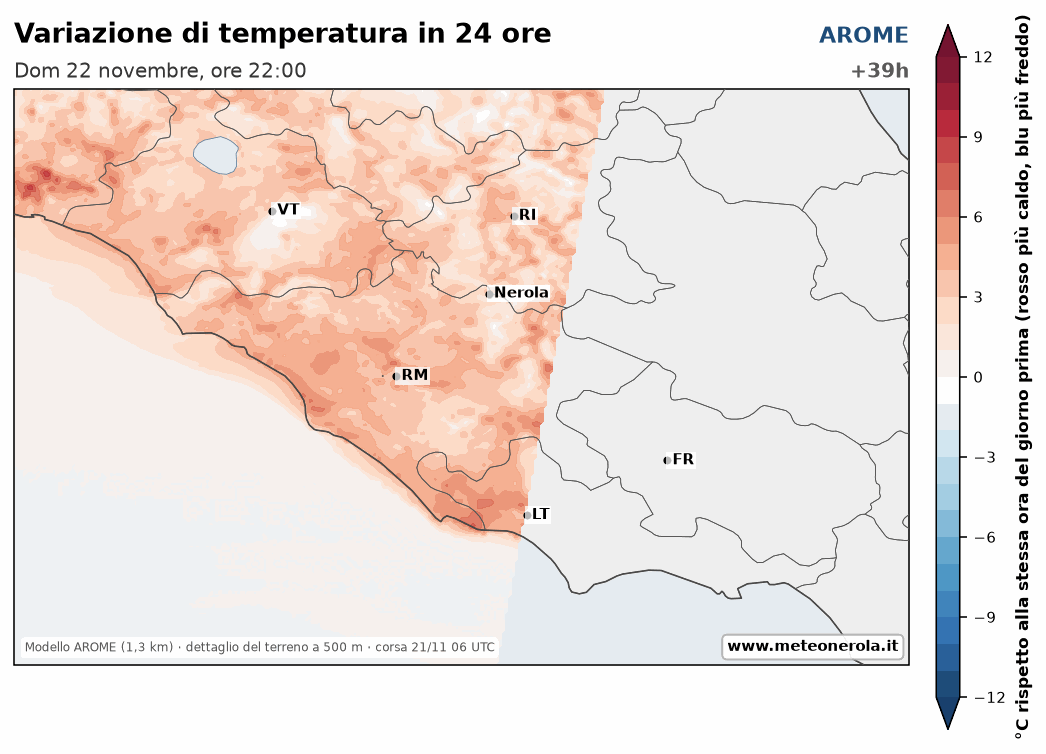 Variazione di temperatura in 24 ore
AROME
Dom 22 novembre, ore 22:00
+39h
VT
RI
Nerola
RM
FR
LT
Modello AROME (1,3 km) · dettaglio del terreno a 500 m · corsa 21/11 06 UTC
www.meteonerola.it
12
9
6
3
0
−3
−6
−9
−12
°C rispetto alla stessa ora del giorno prima (rosso più caldo, blu più freddo)